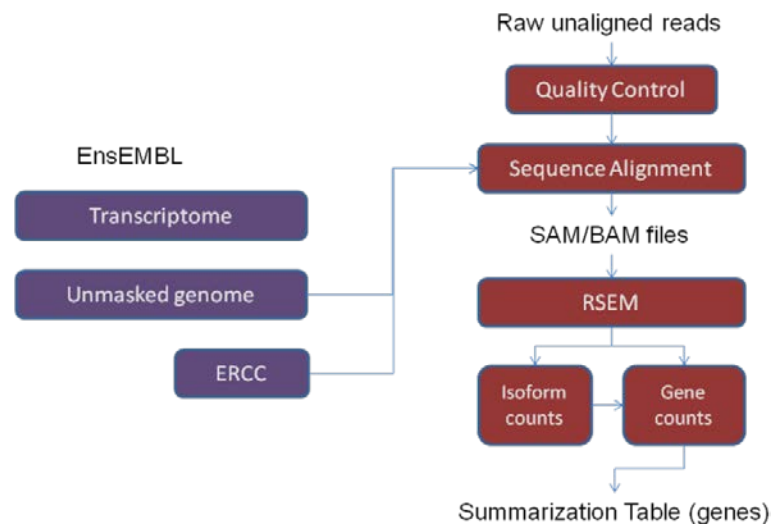 Raw unaligned reads
Quality Control
EnsEMBL
Sequence Alignment
Transcriptome
SAM/BAM files
Unmasked genome
RSEM
ERCC
Isoform
counts
Gene
counts
Summarization Table (genes)